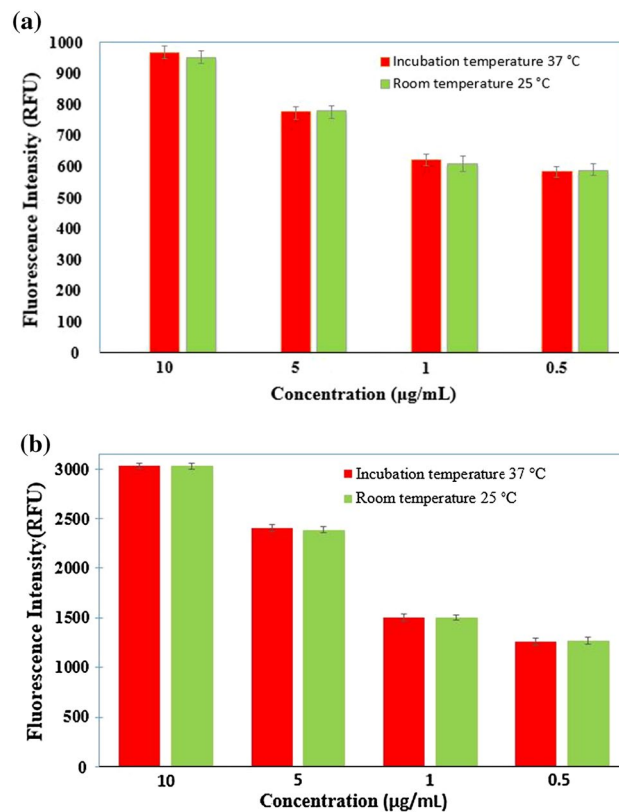 (a)
1000
900
800
700
600
500
400
300
200
100
0
Fluorescence Intensity (RFU)
Incubation temperature 37 °C
Room temperature 25 °C
10 5 1 0.5
Concentration (µg/mL)
(b)
3000
2500
2000
1500
1000
500
0
Fluorescence Intensity(RFU)
Incubation temperature 37 °C
Room temperature 25 °C
10 5 1 0.5
Concentration (µg/mL)